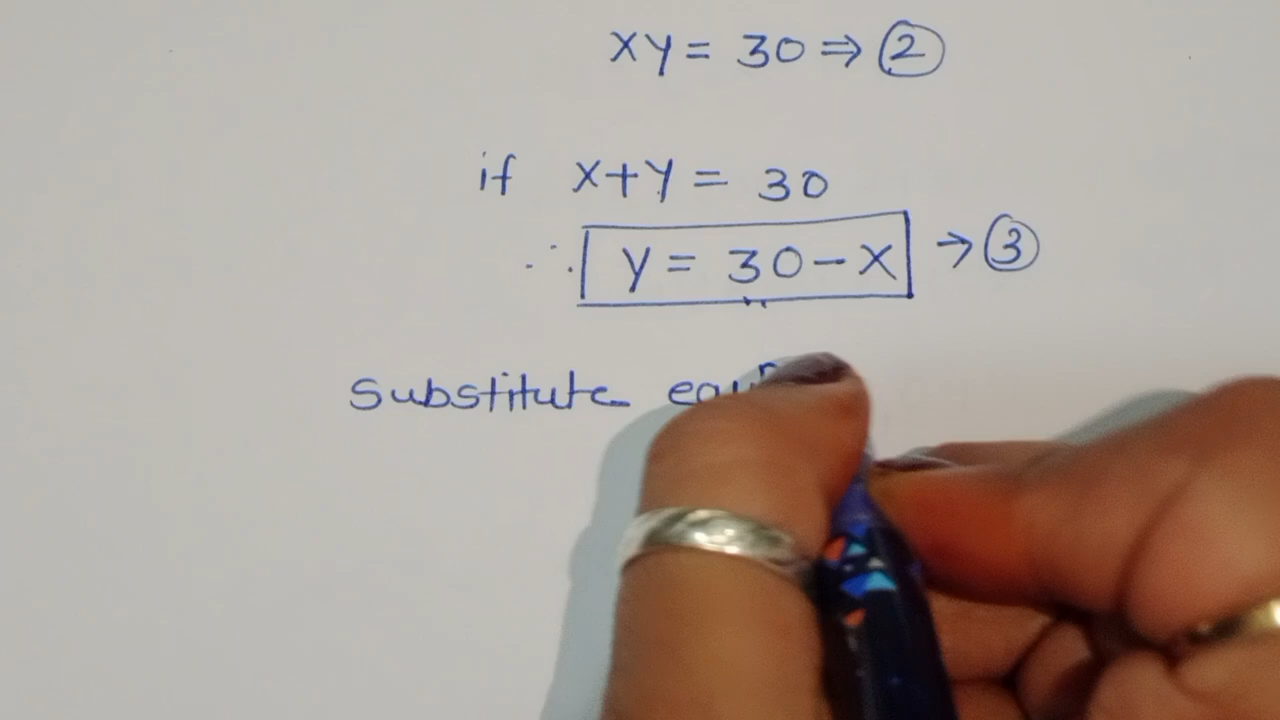 xy = 30 ⇒ ②
if x+y = 30
∴ y = 30-x → ③
Substitute